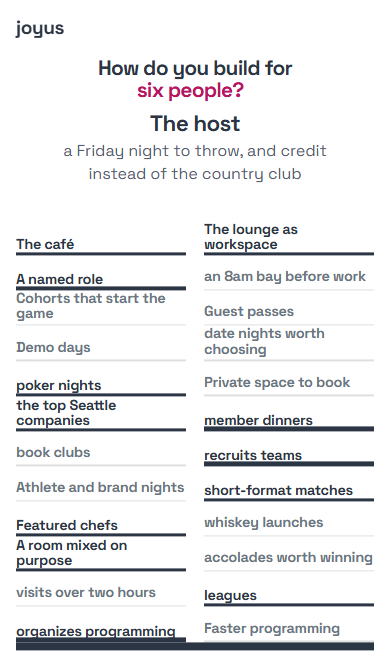 joyus
How do you build for
six people?
The host
a Friday night to throw, and credit
instead of the country club
The café
A named role
Cohorts that start the
game
Demo days
poker nights
the top Seattle
companies
book clubs
Athlete and brand nights
Featured chefs
A room mixed on
purpose
visits over two hours
organizes programming
The lounge as
workspace
an 8am bay before work
Guest passes
date nights worth
choosing
Private space to book
member dinners
recruits teams
short-format matches
whiskey launches
accolades worth winning
leagues
Faster programming